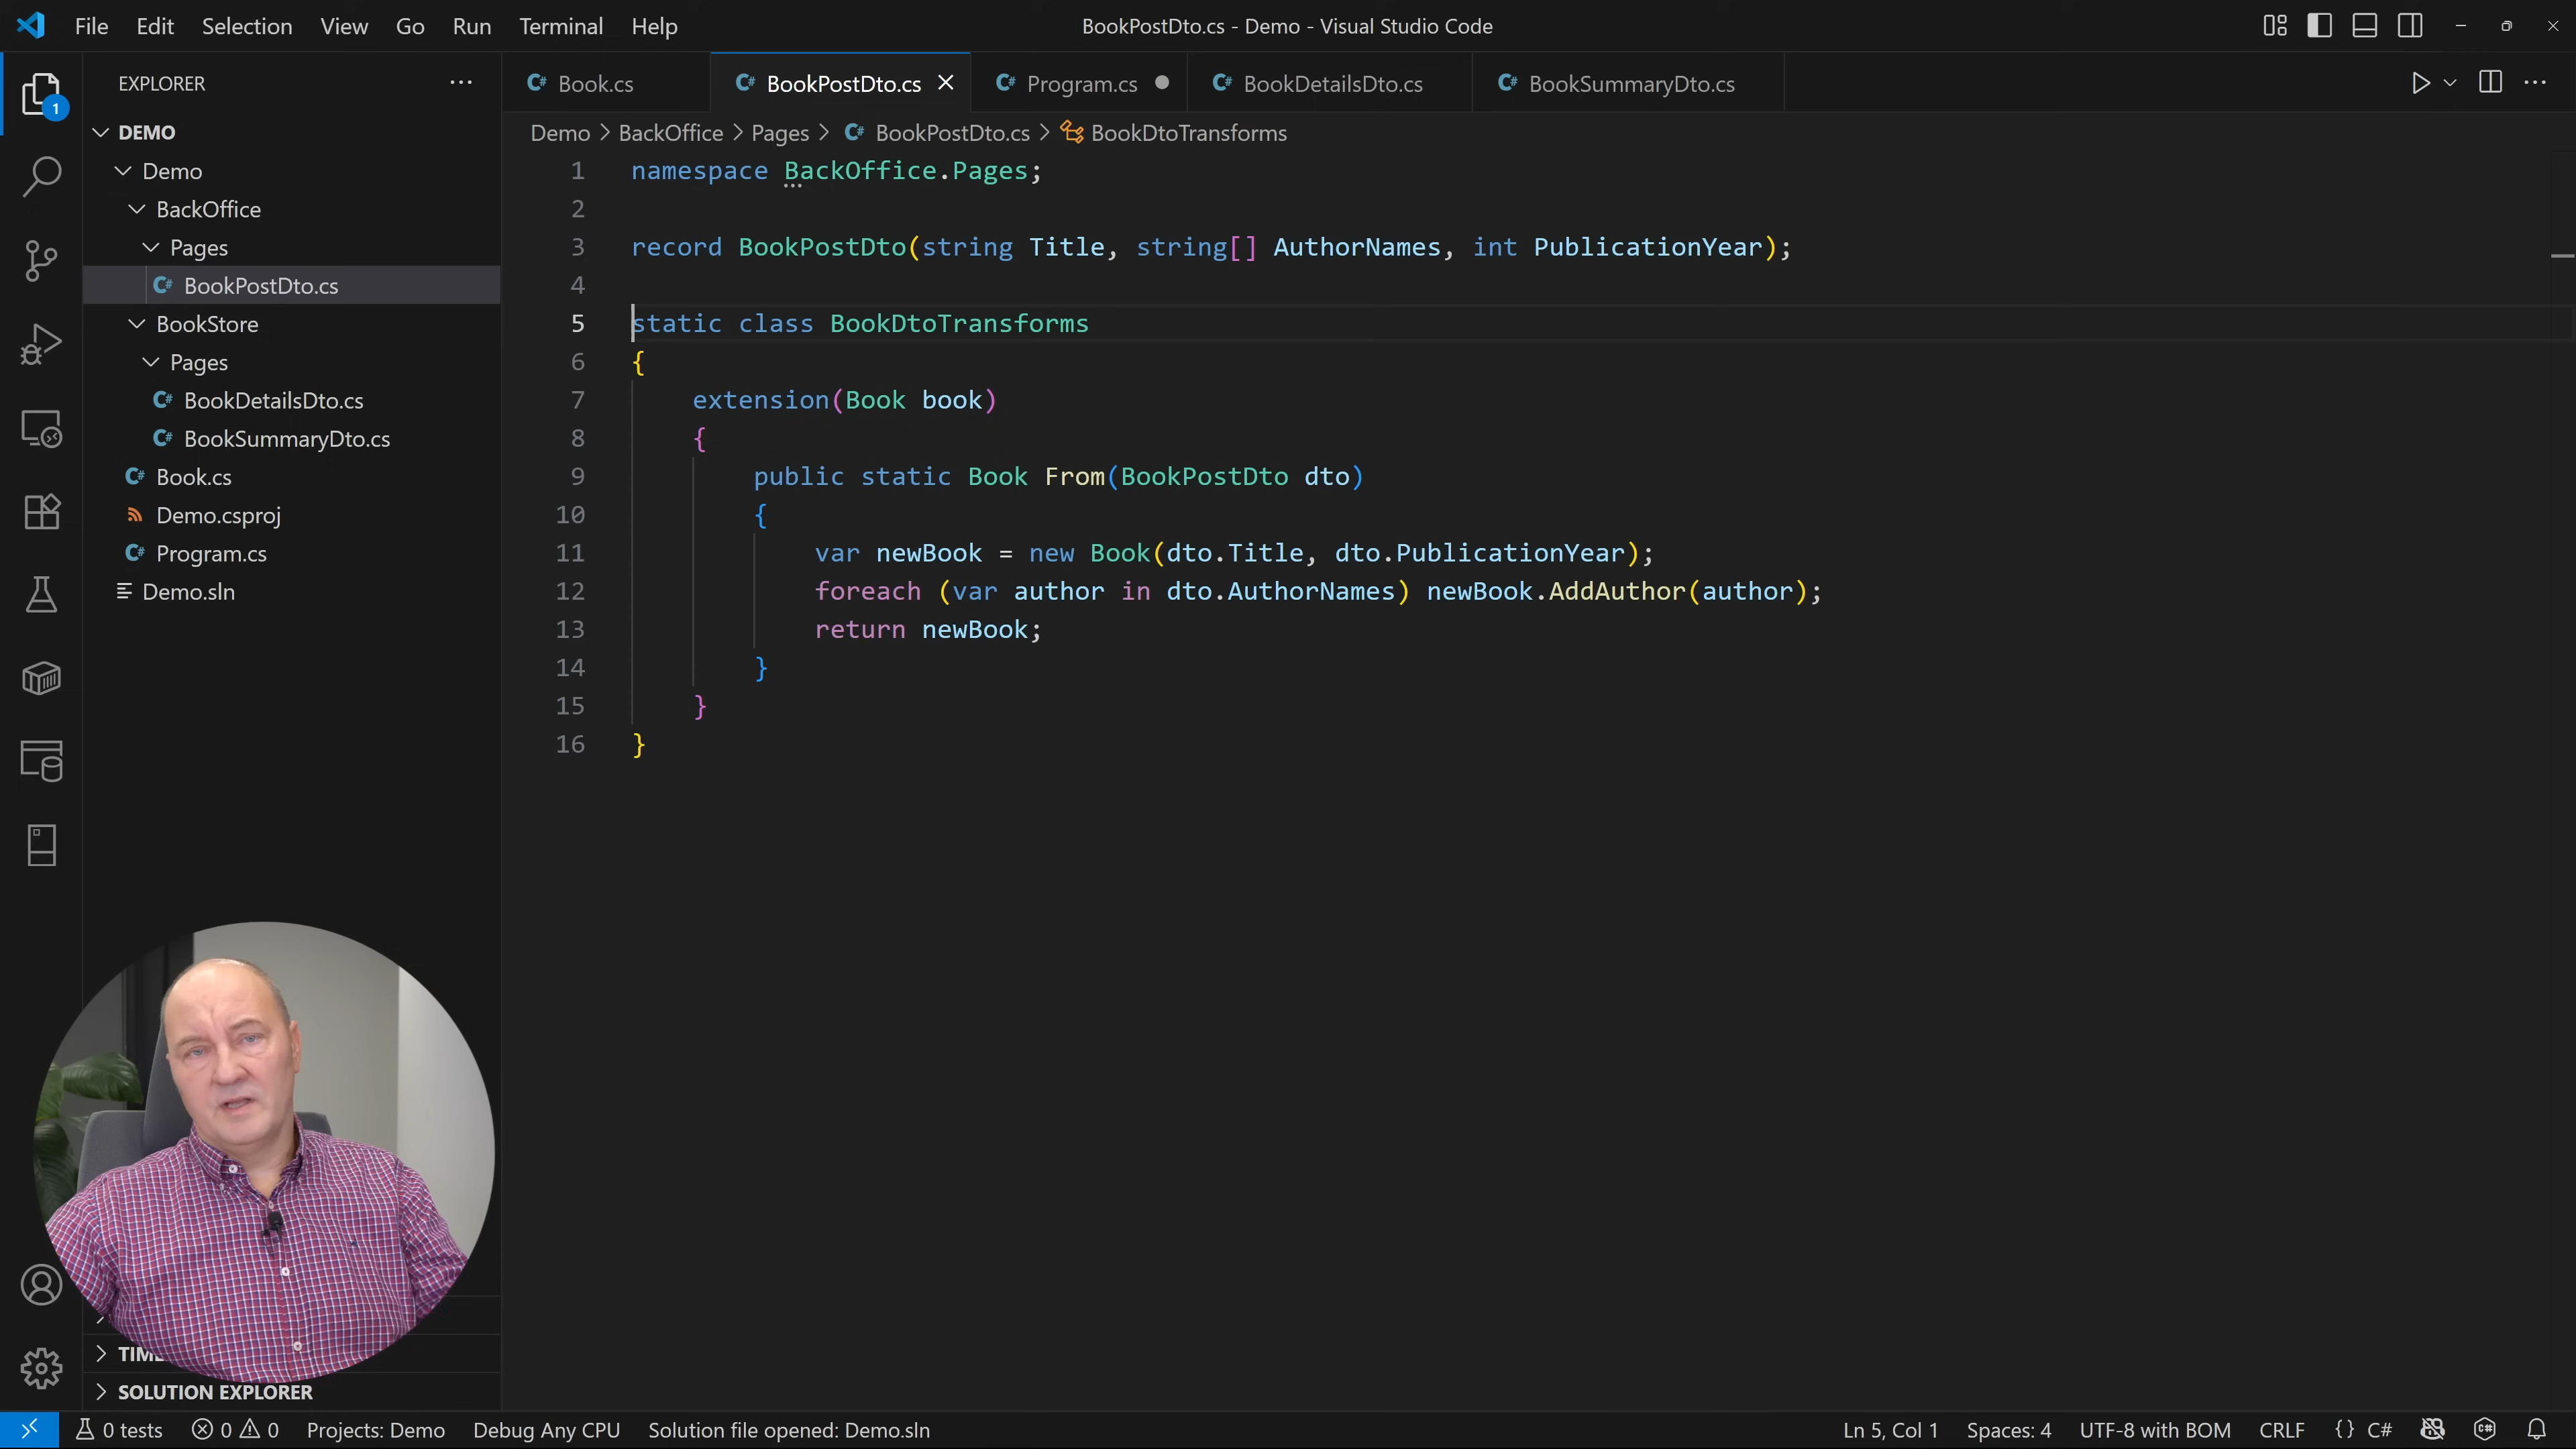 File Edit Selection View Go Run Terminal Help
BookPostDto.cs - Demo - Visual Studio Code
EXPLORER
1
DEMO
Demo
BackOffice
Pages
BookPostDto.cs
BookStore
Pages
BookDetailsDto.cs
BookSummaryDto.cs
Book.cs
Demo.csproj
Program.cs
Demo.sln
SOLUTION EXPLORER
Book.cs BookPostDto.cs Program.cs BookDetailsDto.cs BookSummaryDto.cs
Demo > BackOffice > Pages > BookPostDto.cs > BookDtoTransforms
1 namespace BackOffice.Pages;
2
3 record BookPostDto(string Title, string[] AuthorNames, int PublicationYear);
4
5 static class BookDtoTransforms
6 {
7 extension(Book book)
8 {
9 public static Book From(BookPostDto dto)
10 {
11 var newBook = new Book(dto.Title, dto.PublicationYear);
12 foreach (var author in dto.AuthorNames) newBook.AddAuthor(author);
13 return newBook;
14 }
15 }
16 }
0 tests 0 0 Projects: Demo Debug Any CPU Solution file opened: Demo.sln Ln 5, Col 1 Spaces: 4 UTF-8 with BOM CRLF {} C#